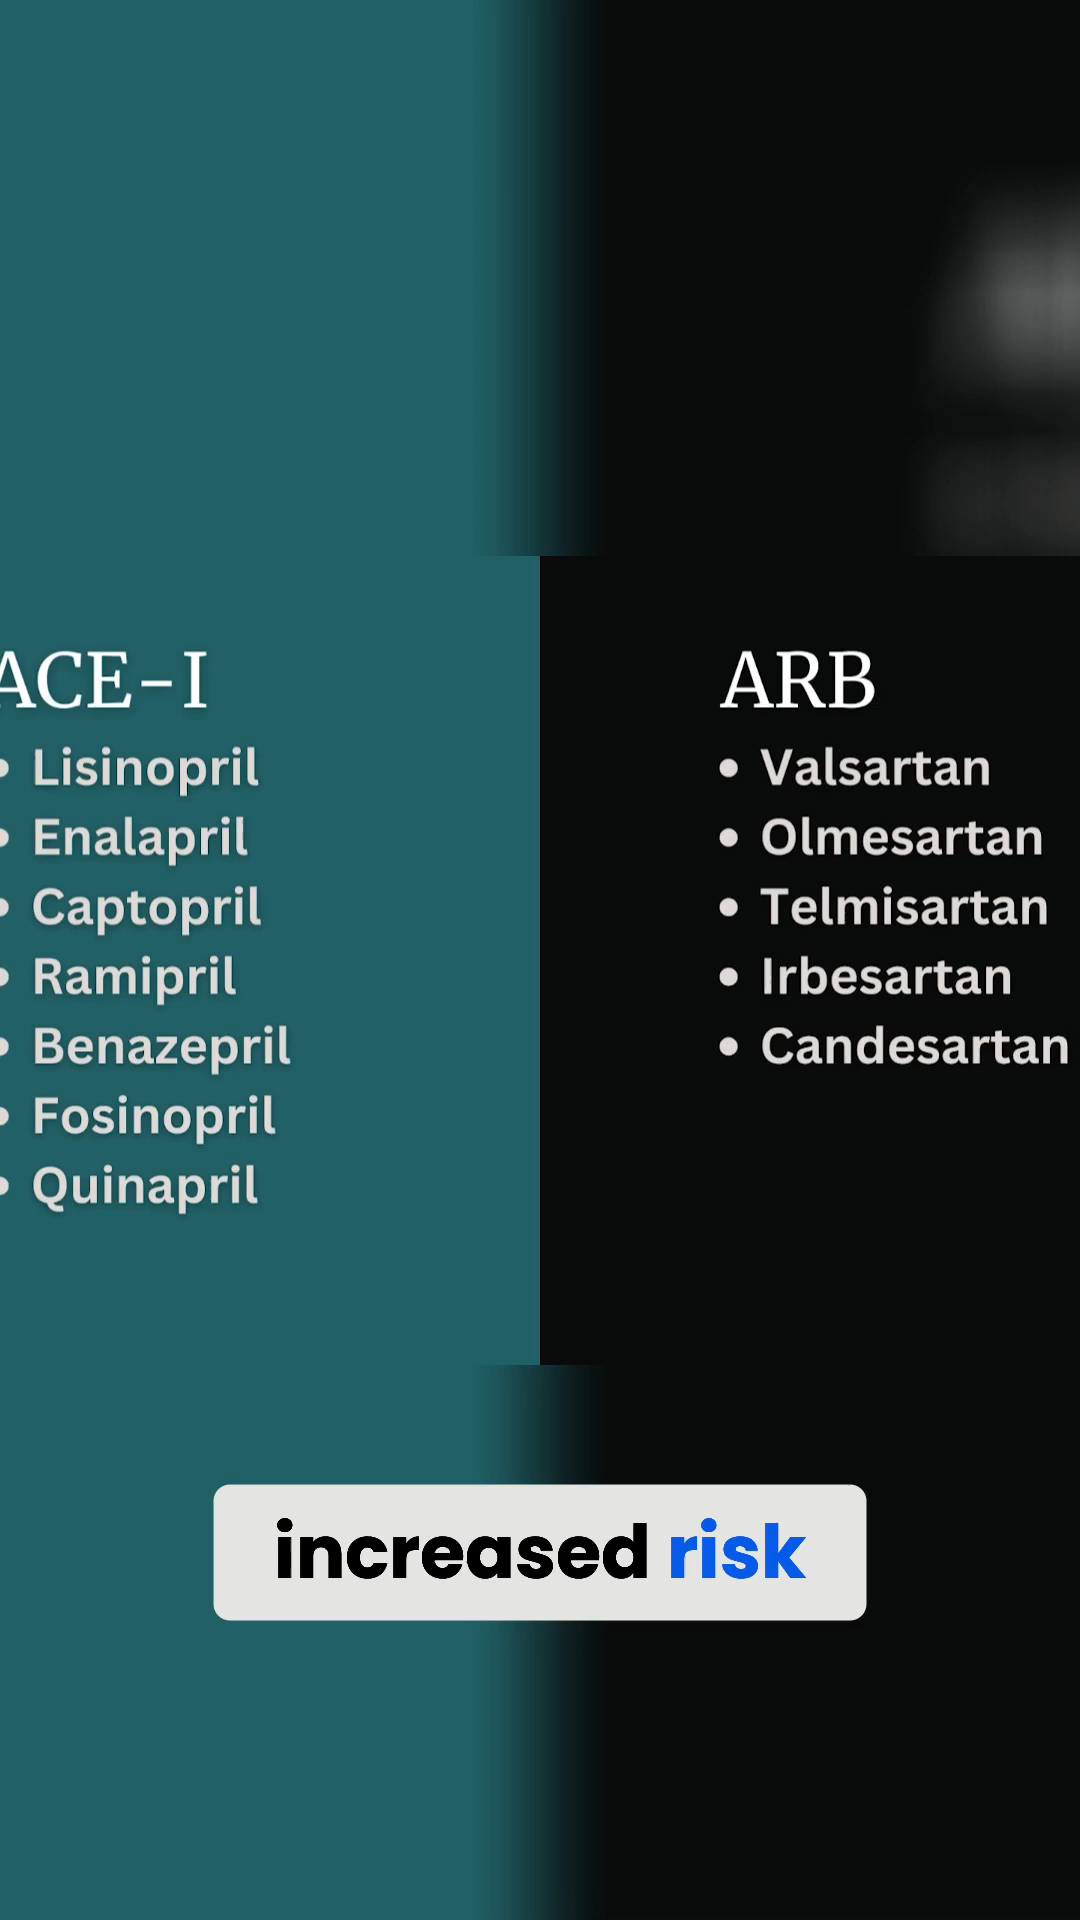 ACE-I
• Lisinopril
• Enalapril
• Captopril
• Ramipril
• Benazepril
• Fosinopril
• Quinapril
ARB
• Valsartan
• Olmesartan
• Telmisartan
• Irbesartan
• Candesartan
increased risk